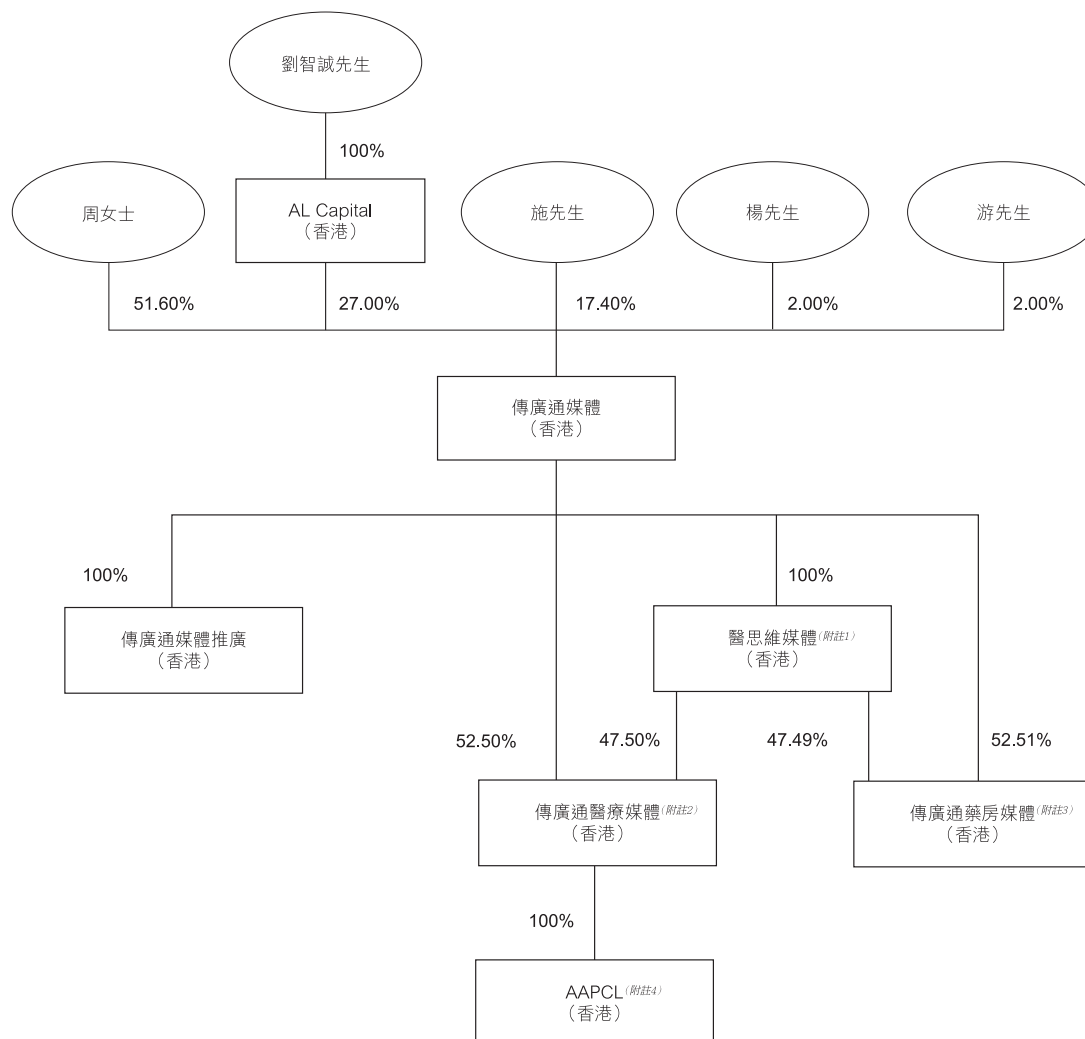 劉智誠先生
100%
周女士
AL Capital
（香港）
施先生
楊先生
游先生
51.60%
27.00%
17.40%
2.00%
2.00%
傳廣通媒體
（香港）
100%
100%
傳廣通媒體推廣
（香港）
醫思維媒體(附註1)
（香港）
52.50%
47.50%
47.49%
52.51%
傳廣通醫療媒體(附註2)
（香港）
傳廣通藥房媒體(附註3)
（香港）
100%
AAPCL(附註4)
（香港）